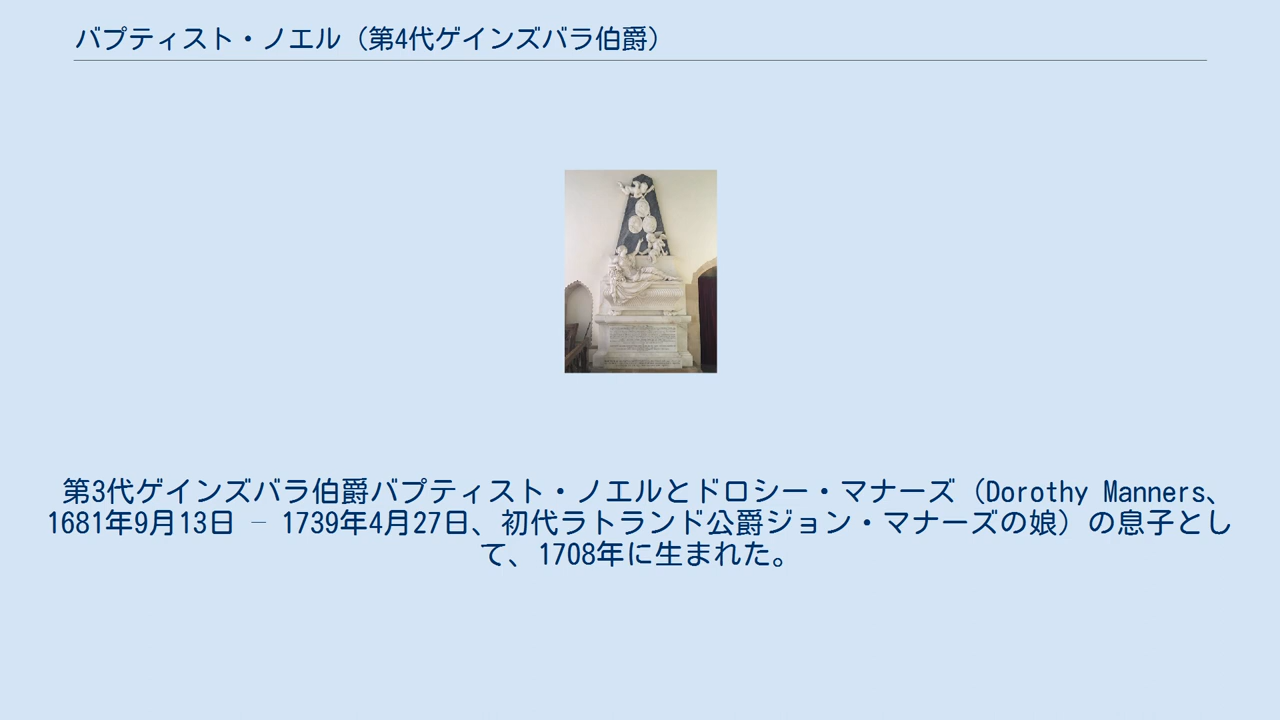 バプティスト・ノエル（第4代ゲインズバラ伯爵）
第3代ゲインズバラ伯爵バプティスト・ノエルとドロシー・マナーズ（Dorothy Manners、
1681年9月13日 – 1739年4月27日、初代ラトランド公爵ジョン・マナーズの娘）の息子とし
て、1708年に生まれた。